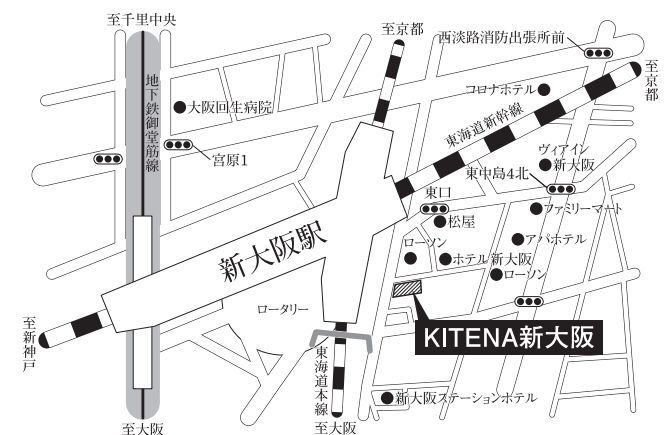 至千里中央
至京都
西淡路消防出張所前
至京都
地下鉄御堂筋線
大阪回生病院
コロナホテル
東海道新幹線
宮原1
ヴィアイン
新大阪
東中島4北
東口
松屋
ファミリーマート
新大阪駅
ローソン
アパホテル
ホテル新大阪
ローソン
ロータリー
至新神戸
KITENA新大阪
東海道本線
新大阪ステーションホテル
至大阪
至大阪